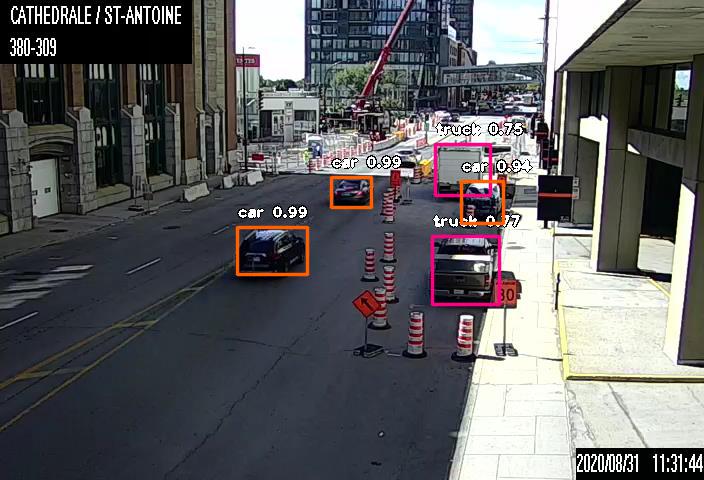 CATHEDRALE / ST-ANTOINE
380-309
truck 0.75
car 0.99
car 0.94
car 0.99
truck 0.77
30
2020/08/31 11:31:44